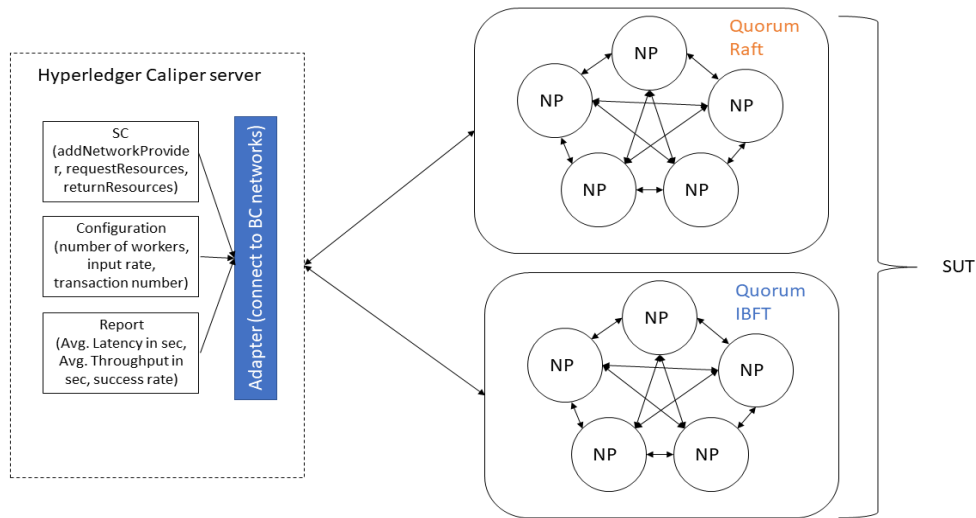 Hyperledger Caliper server
SC
(addNetworkProvide
r, requestResources,
returnResources)
Configuration
(number of workers,
input rate,
transaction number)
Report
(Avg. Latency in sec,
Avg. Throughput in
sec, success rate)
Adapter (connect to BC networks)
Quorum
Raft
NP
NP
NP
NP
NP
Quorum
IBFT
NP
NP
NP
NP
NP
SUT